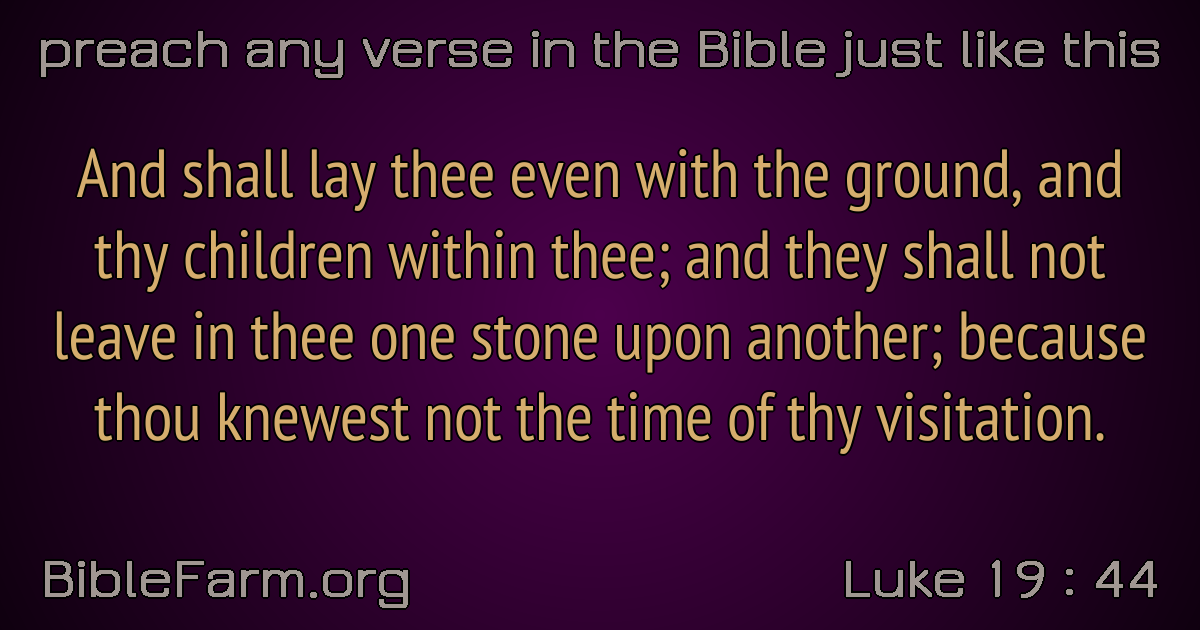 preach any verse in the Bible just like this
And shall lay thee even with the ground, and
thy children within thee; and they shall not
leave in thee one stone upon another; because
thou knewest not the time of thy visitation.
BibleFarm.org
Luke 19 : 44